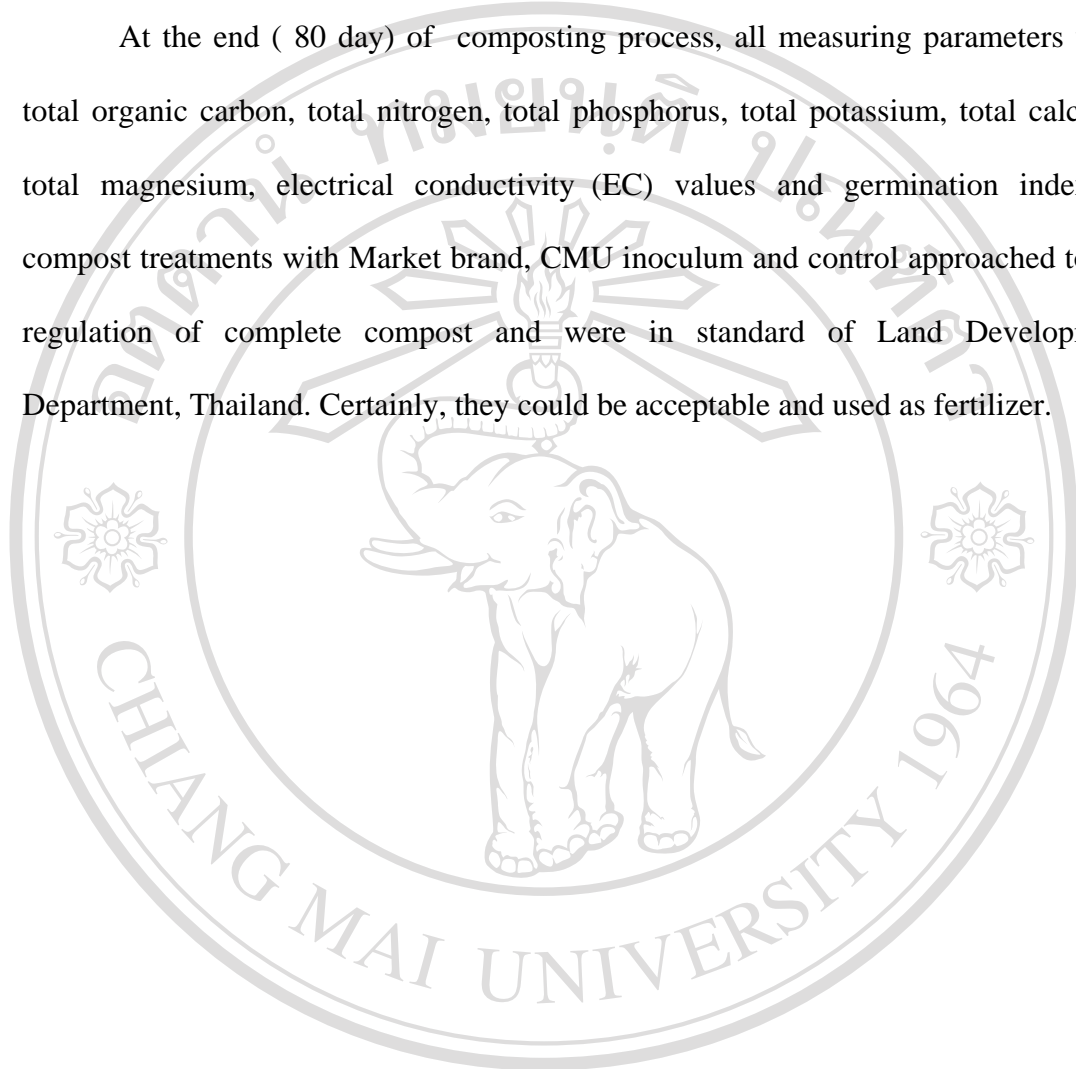 At the end ( 80 day) of composting process, all measuring parameters
total organic carbon, total nitrogen, total phosphorus, total potassium, total calc
total magnesium, electrical conductivity (EC) values and germination inde
compost treatments with Market brand, CMU inoculum and control approached t
regulation of complete compost and were in standard of Land Develop
Department, Thailand. Certainly, they could be acceptable and used as fertilizer.
CHIANG MAI UNIVERSITY 1964